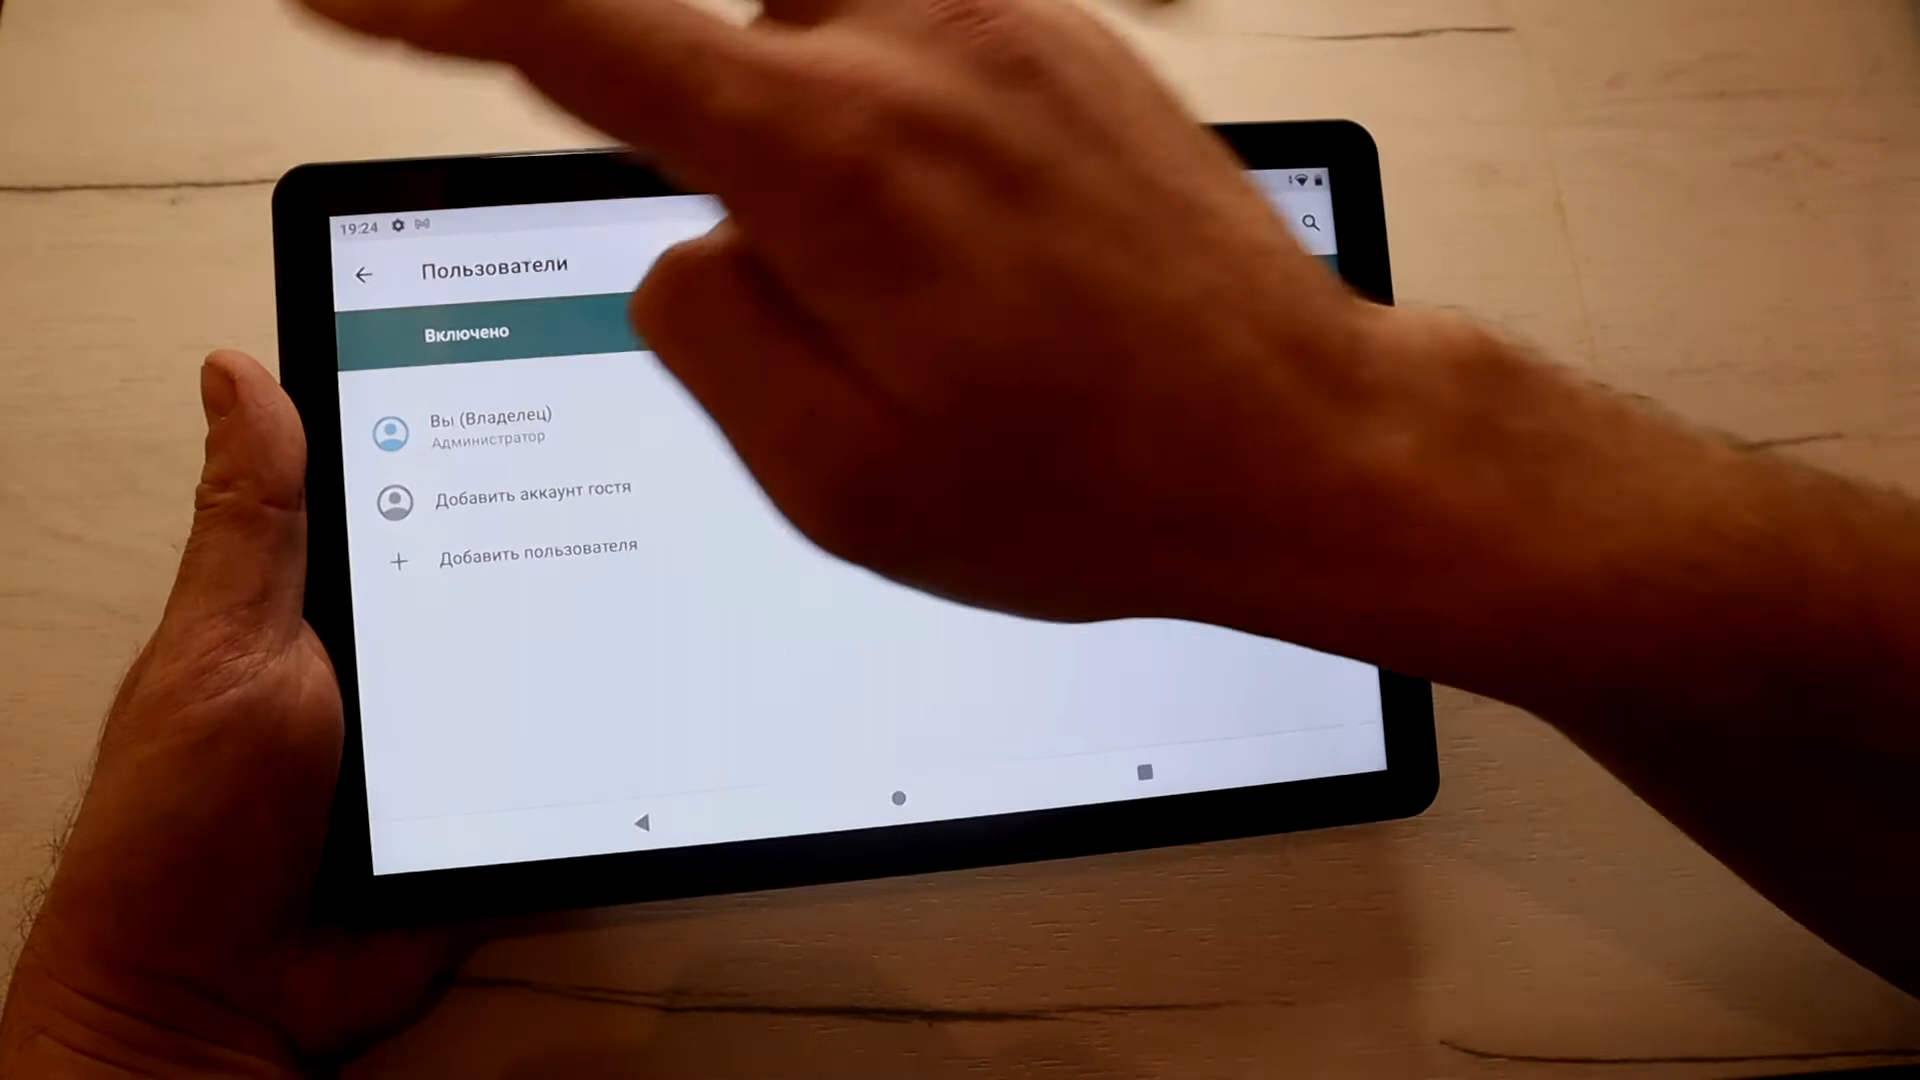 19:24
Пользователи
Включено
Вы (Владелец)
Администратор
Добавить аккаунт гостя
Добавить пользователя